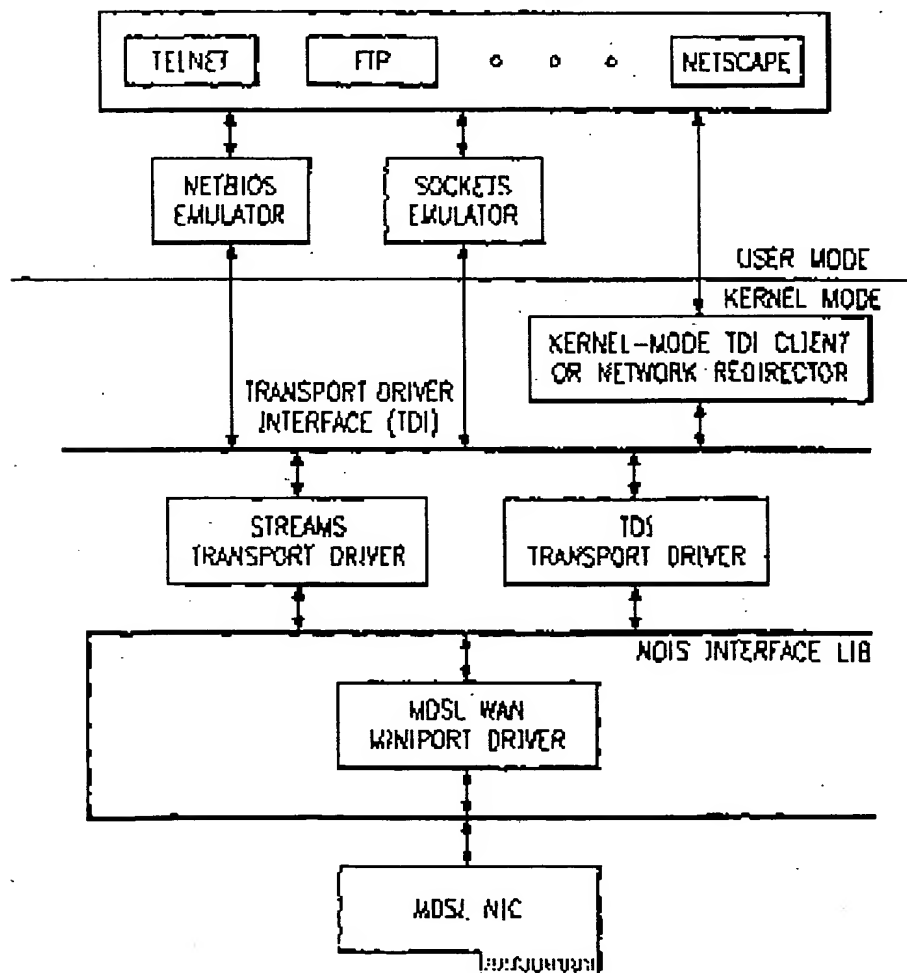 TELNET
FTP
NETSCAPE
NETBIOS
EMULATOR
SOCKETS
EMULATOR
USER MODE
KERNEL MODE
KERNEL-MODE TDI CLIENT
OR NETWORK REDIRECTOR
TRANSPORT DRIVER
INTERFACE (TDI)
STREAMS
TRANSPORT DRIVER
TDI
TRANSPORT DRIVER
NDIS INTERFACE LIB
MDSL WAN
MINIPORT DRIVER
MDSL NIC